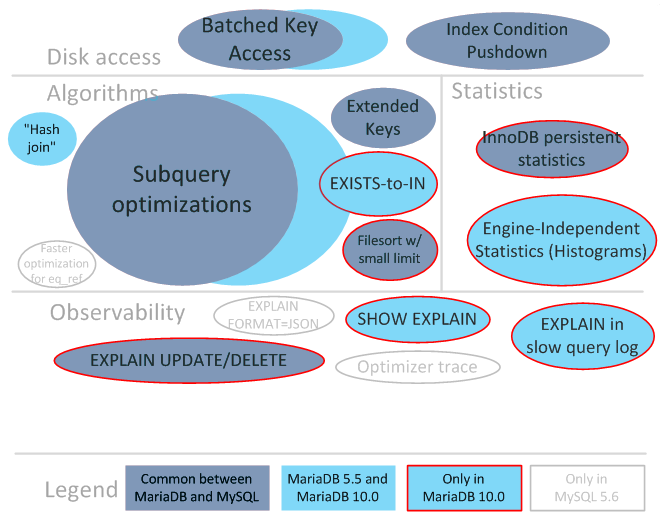 Batched Key
Access
Index Condition
Pushdown
Disk access
Algorithms
Statistics
"Hash
join"
Subquery
optimizations
Extended
Keys
EXISTS-to-IN
Filesort w/
small limit
Faster
optimization
for eq_ref
InnoDB persistent
statistics
Engine-Independent
Statistics (Histograms)
Observability
EXPLAIN
FORMAT=JSON
SHOW EXPLAIN
EXPLAIN in
slow query log
EXPLAIN UPDATE/DELETE
Optimizer trace
Legend
Common between
MariaDB and MySQL
MariaDB 5.5 and
MariaDB 10.0
Only in
MariaDB 10.0
Only in
MySQL 5.6